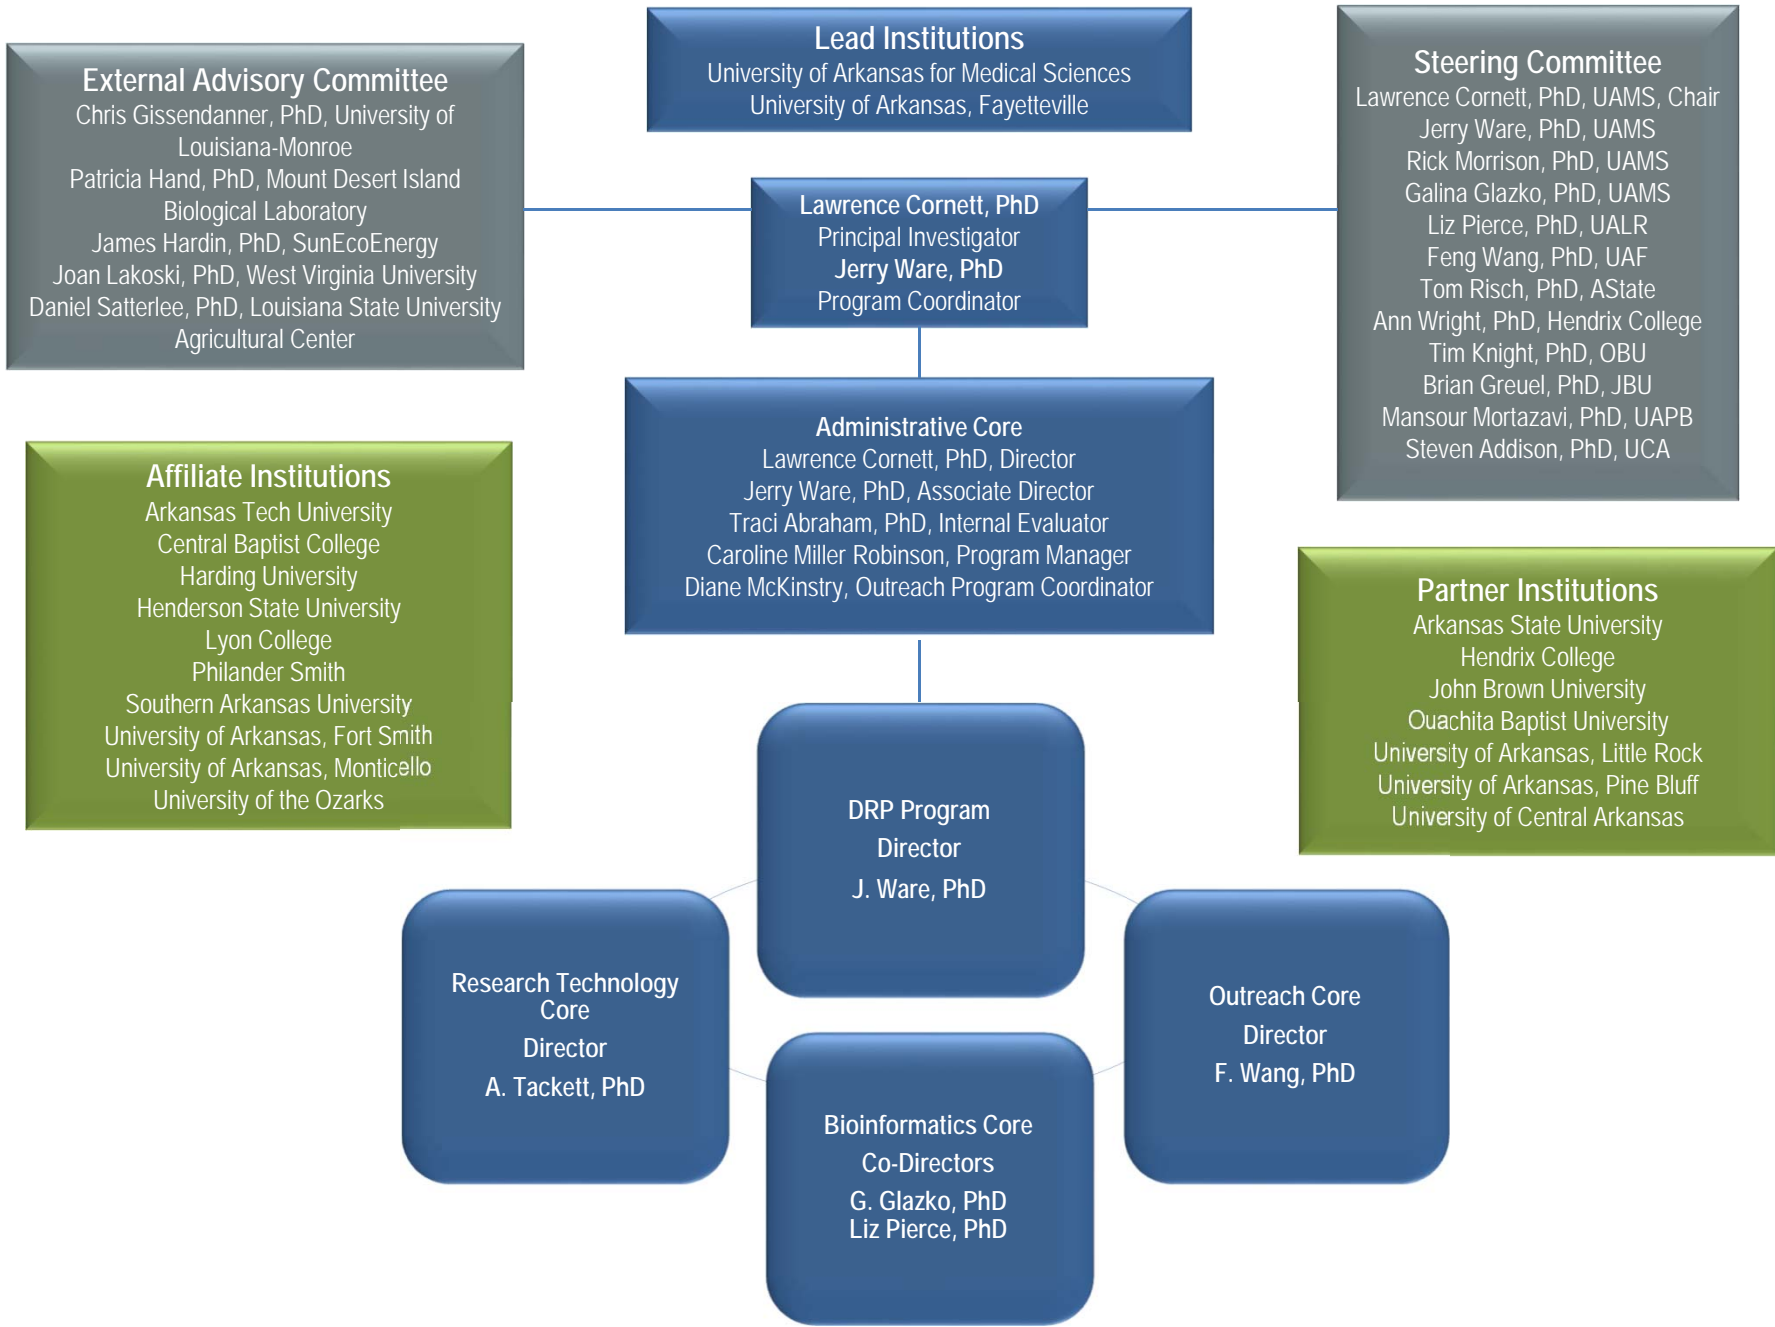 Lead Institutions
University of Arkansas for Medical Sciences
University of Arkansas, Fayetteville
External Advisory Committee
Chris Gissendanner, PhD, University of
Louisiana-Monroe
Patricia Hand, PhD, Mount Desert Island
Biological Laboratory
James Hardin, PhD, SunEcoEnergy
Joan Lakoski, PhD, West Virginia University
Daniel Satterlee, PhD, Louisiana State University
Agricultural Center
Lawrence Cornett, PhD
Principal Investigator
Jerry Ware, PhD
Program Coordinator
Steering Committee
Lawrence Cornett, PhD, UAMS, Chair
Jerry Ware, PhD, UAMS
Rick Morrison, PhD, UAMS
Galina Glazko, PhD, UAMS
Liz Pierce, PhD, UALR
Feng Wang, PhD, UAF
Tom Risch, PhD, AState
Ann Wright, PhD, Hendrix College
Tim Knight, PhD, OBU
Brian Greuel, PhD, JBU
Mansour Mortazavi, PhD, UAPB
Steven Addison, PhD, UCA
Administrative Core
Lawrence Cornett, PhD, Director
Jerry Ware, PhD, Associate Director
Traci Abraham, PhD, Internal Evaluator
Caroline Miller Robinson, Program Manager
Diane McKinstry, Outreach Program Coordinator
Affiliate Institutions
Arkansas Tech University
Central Baptist College
Harding University
Henderson State University
Lyon College
Philander Smith
Southern Arkansas University
University of Arkansas, Fort Smith
University of Arkansas, Monticello
University of the Ozarks
Partner Institutions
Arkansas State University
Hendrix College
John Brown University
Ouachita Baptist University
University of Arkansas, Little Rock
University of Arkansas, Pine Bluff
University of Central Arkansas
DRP Program
Director
J. Ware, PhD
Research Technology
Core
Director
A. Tackett, PhD
Outreach Core
Director
F. Wang, PhD
Bioinformatics Core
Co-Directors
G. Glazko, PhD
Liz Pierce, PhD